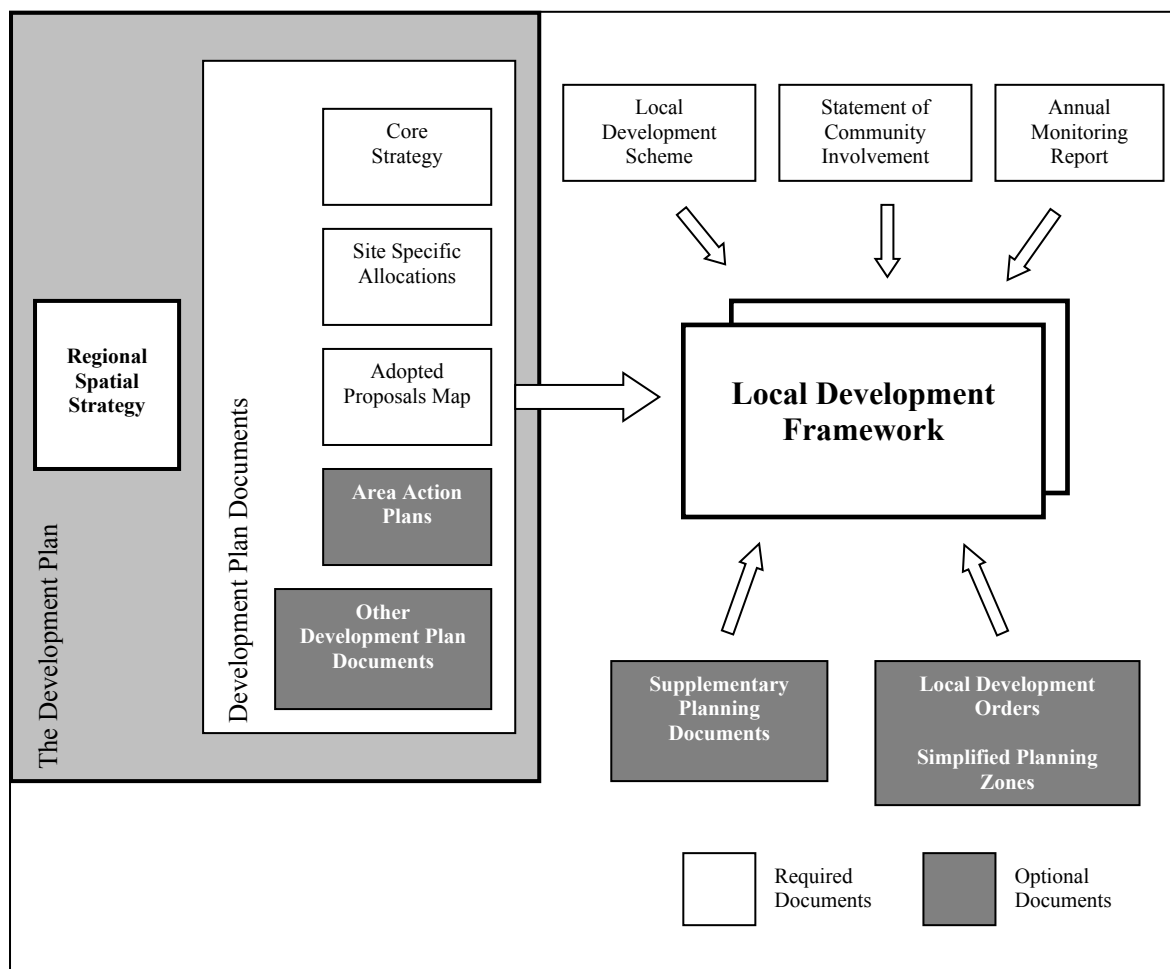 The Development Plan
Regional
Spatial
Strategy
Development Plan Documents
Core
Strategy
Site Specific
Allocations
Adopted
Proposals Map
Area Action
Plans
Other
Development Plan
Documents
Local
Development
Scheme
Statement of
Community
Involvement
Annual
Monitoring
Report
Local Development
Framework
Supplementary
Planning
Documents
Local Development
Orders
Simplified Planning
Zones
Required
Documents
Optional
Documents